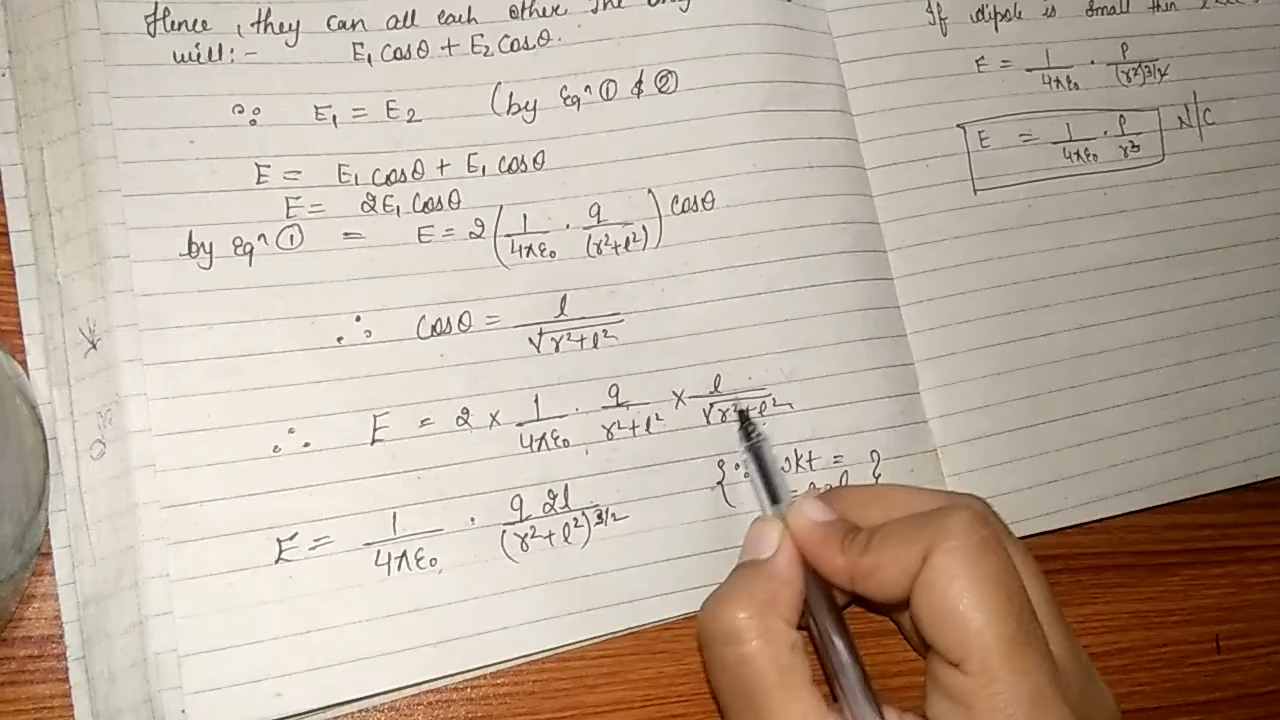 Hence, they can all each other The only
will:- E₁ cosθ + E₂ cosθ.
∵ E₁ = E₂ (by Eqⁿ ① & ②)
E = E₁ cosθ + E₁ cosθ
E = 2E₁ cosθ
by Eqⁿ ① = E = 2 (1/4πε₀ · q/(r²+l²)) cosθ
∴ cosθ = l/√r²+l²
∴ E = 2 × 1/4πε₀ · q/r²+l² × l/√r²+l²
{∵ =
}
E = 1/4πε₀ · q 2l/(r²+l²)^3/2
If dipole is small then
E = 1/4πε₀ · P/(r²)^3/2
E = 1/4πε₀ · P/r³ N/C